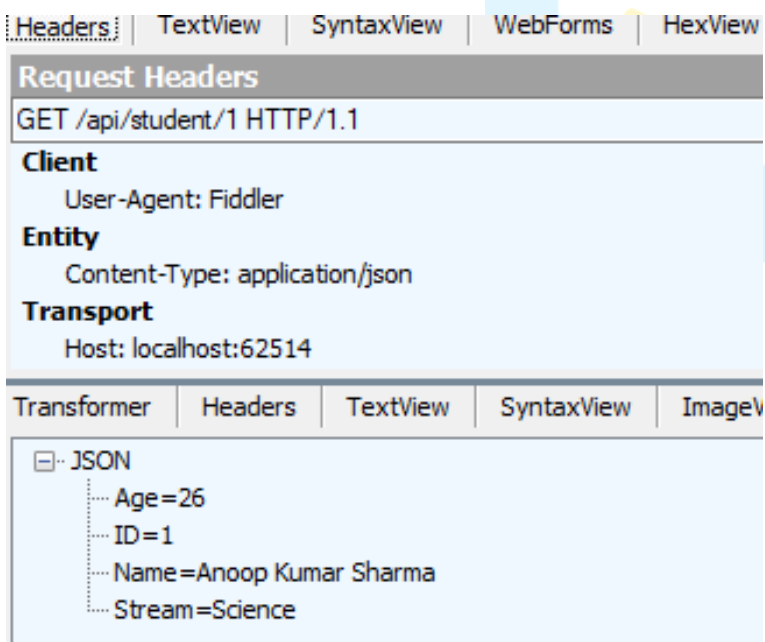 Headers TextView SyntaxView WebForms HexView
Request Headers
GET /api/student/1 HTTP/1.1
Client
User-Agent: Fiddler
Entity
Content-Type: application/json
Transport
Host: localhost:62514
Transformer Headers TextView SyntaxView
JSON
Age=26
ID=1
Name=Anoop Kumar Sharma
Stream=Science